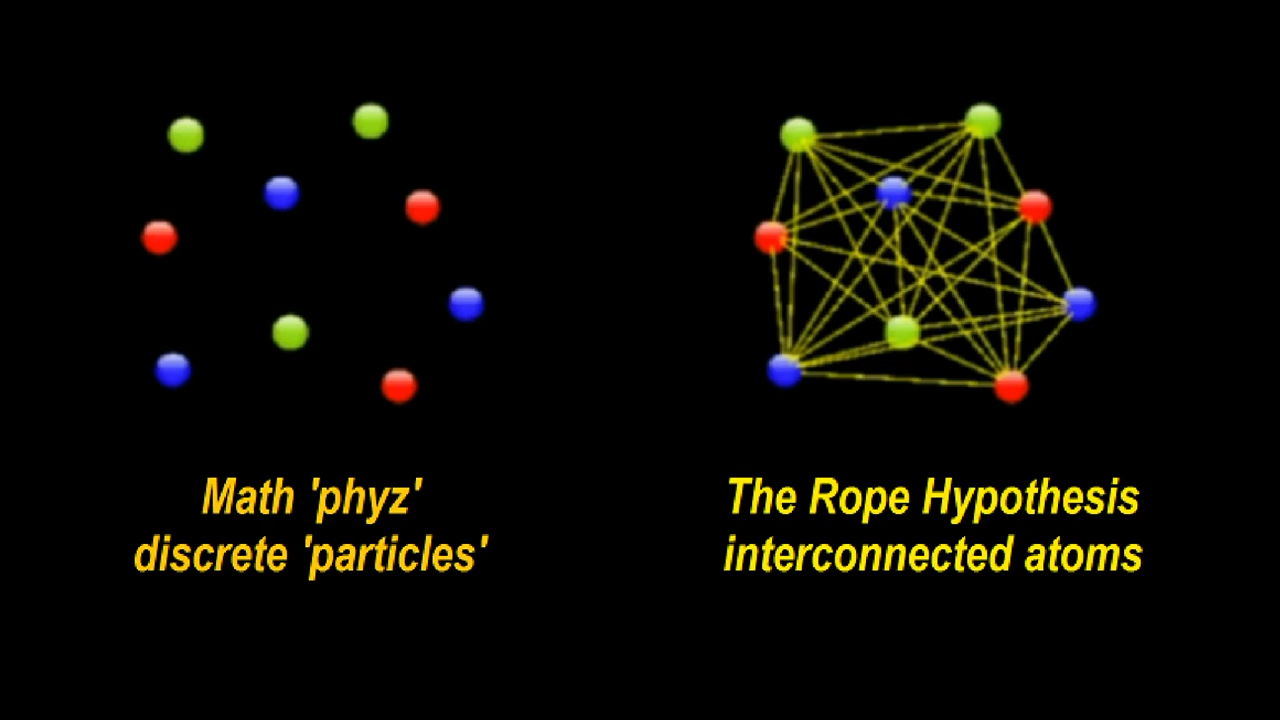 Math 'phyz'
discrete 'particles'
The Rope Hypothesis
interconnected atoms